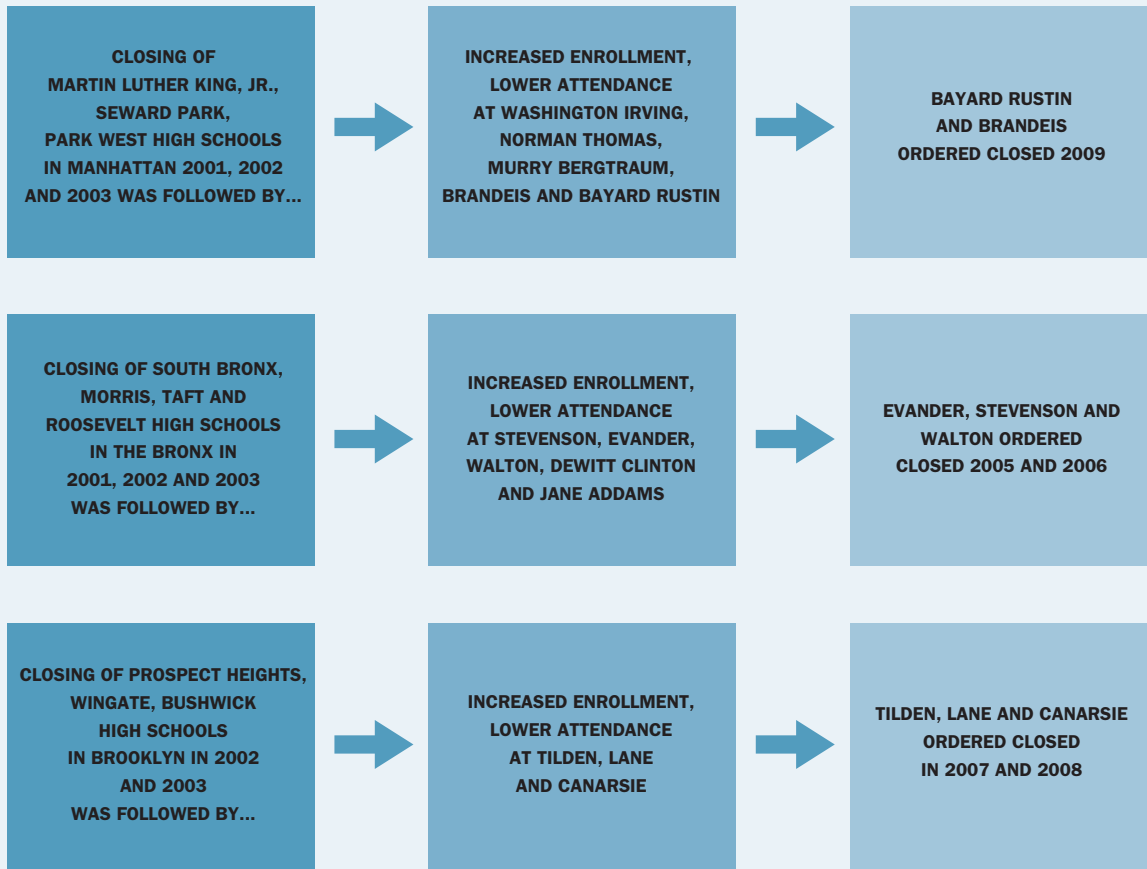 CLOSING OF
MARTIN LUTHER KING, JR.,
SEWARD PARK,
PARK WEST HIGH SCHOOLS
IN MANHATTAN 2001, 2002
AND 2003 WAS FOLLOWED BY...
INCREASED ENROLLMENT,
LOWER ATTENDANCE
AT WASHINGTON IRVING,
NORMAN THOMAS,
MURRY BERGTRAUM,
BRANDEIS AND BAYARD RUSTIN
BAYARD RUSTIN
AND BRANDEIS
ORDERED CLOSED 2009
CLOSING OF SOUTH BRONX,
MORRIS, TAFT AND
ROOSEVELT HIGH SCHOOLS
IN THE BRONX IN
2001, 2002 AND 2003
WAS FOLLOWED BY...
INCREASED ENROLLMENT,
LOWER ATTENDANCE
AT STEVENSON, EVANDER,
WALTON, DEWITT CLINTON
AND JANE ADDAMS
EVANDER, STEVENSON AND
WALTON ORDERED
CLOSED 2005 AND 2006
CLOSING OF PROSPECT HEIGHTS,
WINGATE, BUSHWICK
HIGH SCHOOLS
IN BROOKLYN IN 2002
AND 2003
WAS FOLLOWED BY...
INCREASED ENROLLMENT,
LOWER ATTENDANCE
AT TILDEN, LANE
AND CANARSIE
TILDEN, LANE AND CANARSIE
ORDERED CLOSED
IN 2007 AND 2008